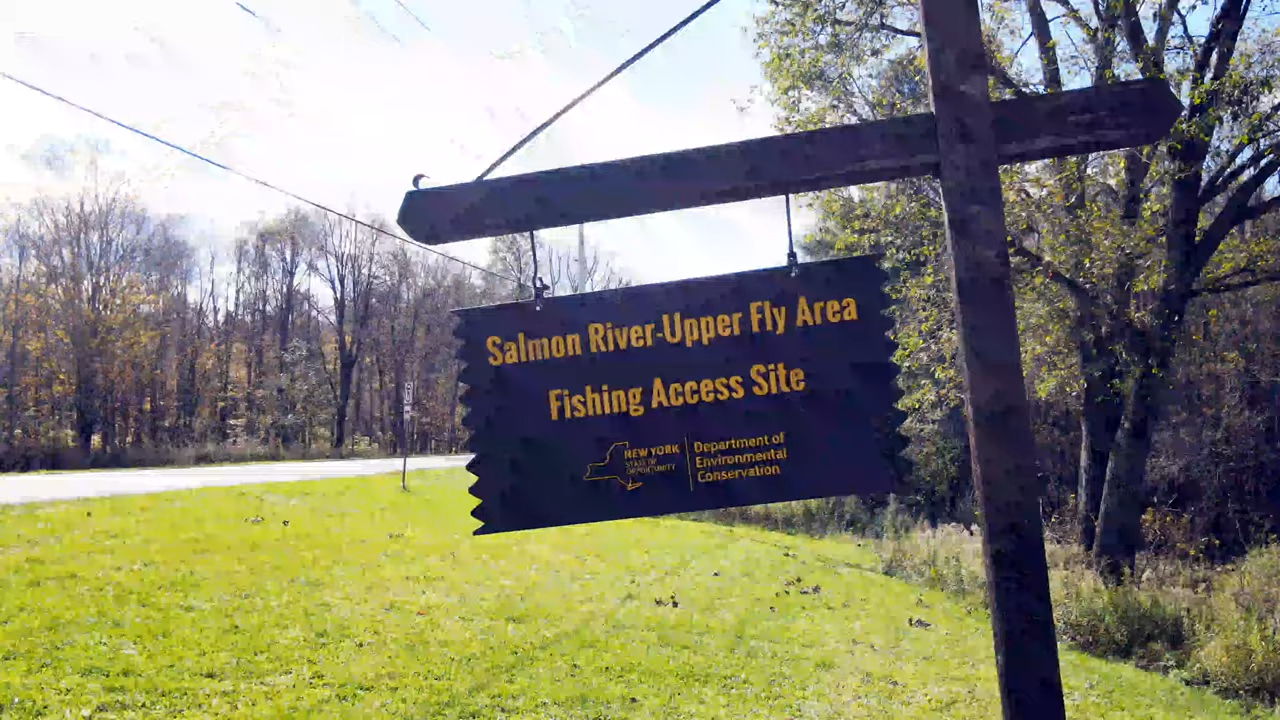 Salmon River-Upper Fly Area
Fishing Access Site
NEW YORK
STATE OF
OPPORTUNITY
Department of
Environmental
Conservation